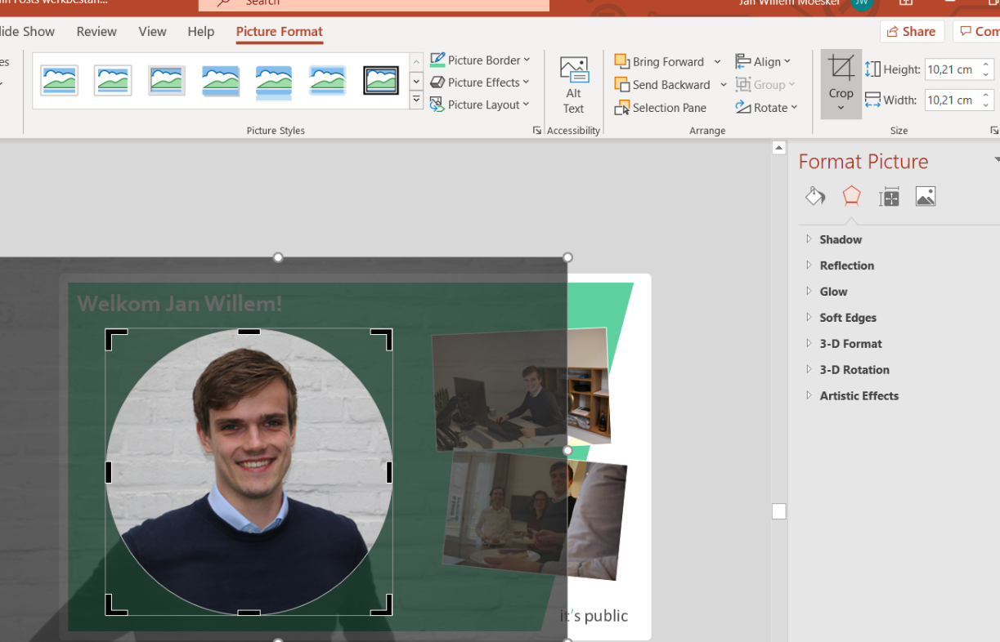 Search
Jan Willem Moesker
JW
Slide Show Review View Help Picture Format
Share
Picture Border
Picture Effects
Picture Layout
Picture Styles
Alt
Text
Accessibility
Bring Forward
Send Backward
Selection Pane
Align
Group
Rotate
Arrange
Crop
Height: 10,21 cm
Width: 10,21 cm
Size
Format Picture
Shadow
Reflection
Glow
Soft Edges
3-D Format
3-D Rotation
Artistic Effects
Welkom Jan Willem!
it's public